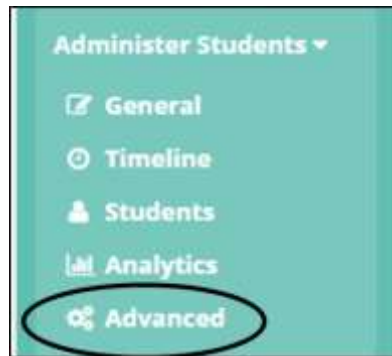 Administer Students
General
Timeline
Students
Analytics
Advanced